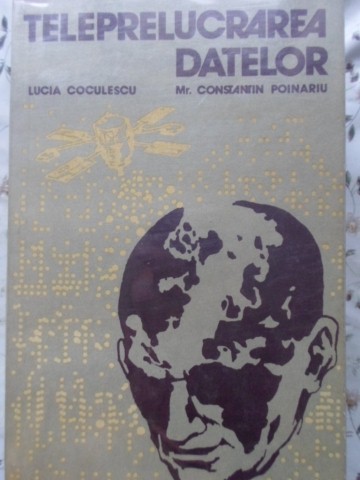 TELEPRELUCRAREA
DATELOR
LUCIA COCULESCU Mr. CONSTANTIN POINARIU